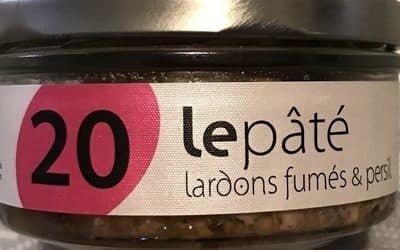 20
lepâté
lardons fumés & persil